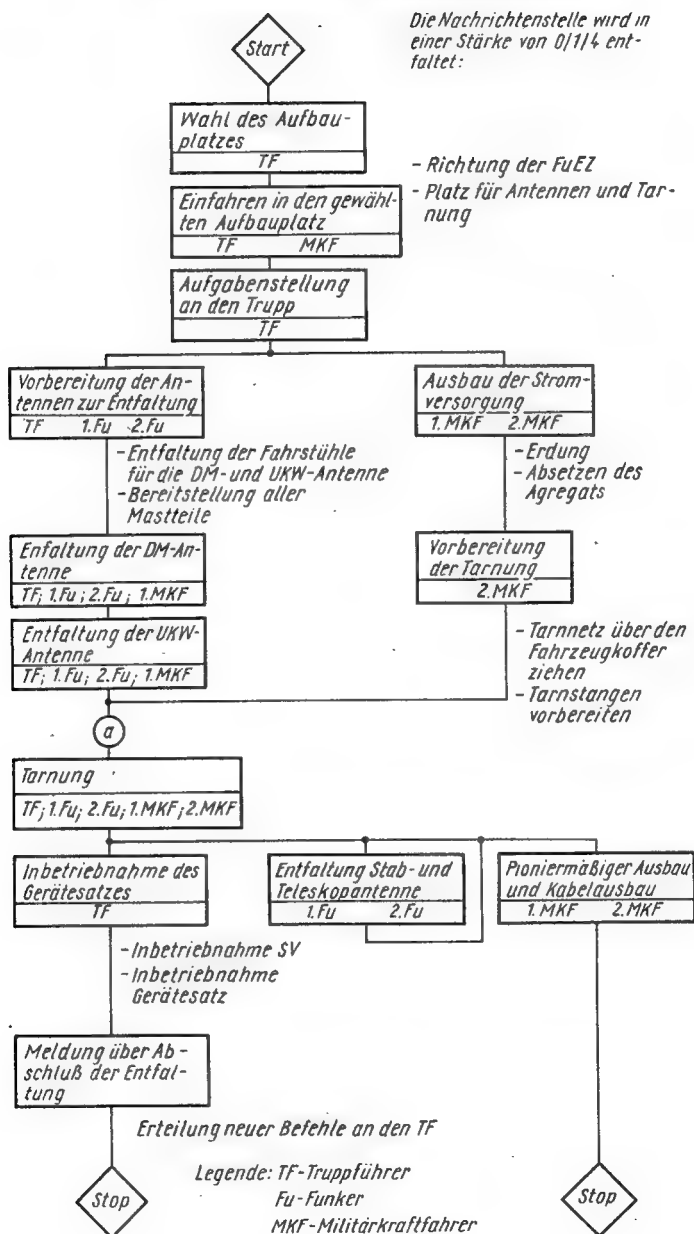 Start
Die Nachrichtenstelle wird in
einer Stärke von 0/1/4 ent-
faltet:
Wahl des Aufbau-
platzes
TF
- Richtung der FuEZ
- Platz für Antennen und Tar-
nung
Einfahren in den gewähl-
ten Aufbauplatz
TF MKF
Aufgabenstellung
an den Trupp
TF
Vorbereitung der An-
tennen zur Entfaltung
TF 1.Fu 2.Fu
Ausbau der Strom-
versorgung
1.MKF 2.MKF
- Entfaltung der Fahrstühle
für die DM- und UKW-Antenne
- Bereitstellung aller
Mastteile
- Erdung
- Absetzen des
Agregats
Enfaltung der DM-An-
tenne
TF; 1.Fu; 2.Fu; 1.MKF
Vorbereitung
der Tarnung
2.MKF
Entfaltung der UKW-
Antenne
TF; 1.Fu; 2.Fu; 1.MKF
- Tarnnetz über den
Fahrzeugkoffer
ziehen
- Tarnstangen
vorbereiten
a
Tarnung
TF; 1.Fu; 2.Fu; 1.MKF; 2.MKF
Inbetriebnahme des
Gerätesatzes
TF
Entfaltung Stab- und
Teleskopantenne
1.Fu 2.Fu
Pioniermäßiger Ausbau
und Kabelausbau
1.MKF 2.MKF
- Inbetriebnahme SV
- Inbetriebnahme
Gerätesatz
Meldung über Ab-
schluß der Entfal-
tung
Erteilung neuer Befehle an den TF
Stop
Legende: TF-Truppführer
Fu-Funker
MKF-Militärkraftfahrer
Stop